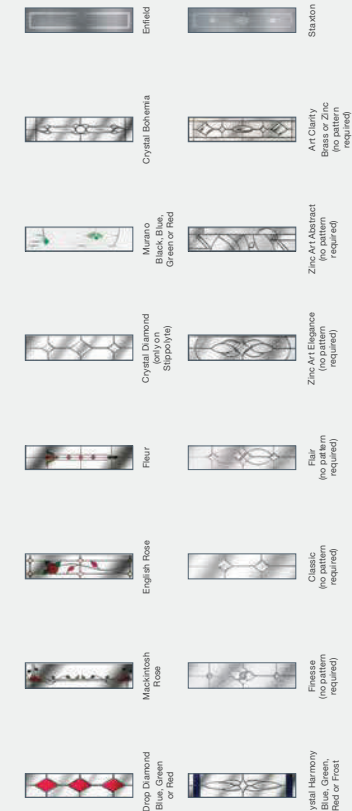 Drop Diamond
Blue, Green
or Red
Mackintosh
Rose
English Rose
Fleur
Crystal Diamond
(only on
Stippolyte)
Murano
Black, Blue,
Green or Red
Crystal Bohemia
Enfield
ystal Harmony
Blue, Green,
Red or Frost
Finesse
(no pattern
required)
Classic
(no pattern
required)
Flair
(no pattern
required)
Zinc Art Elegance
(no pattern
required)
Zinc Art Abstract
(no pattern
required)
Art Clarity
Brass or Zinc
(no pattern
required)
Staxton